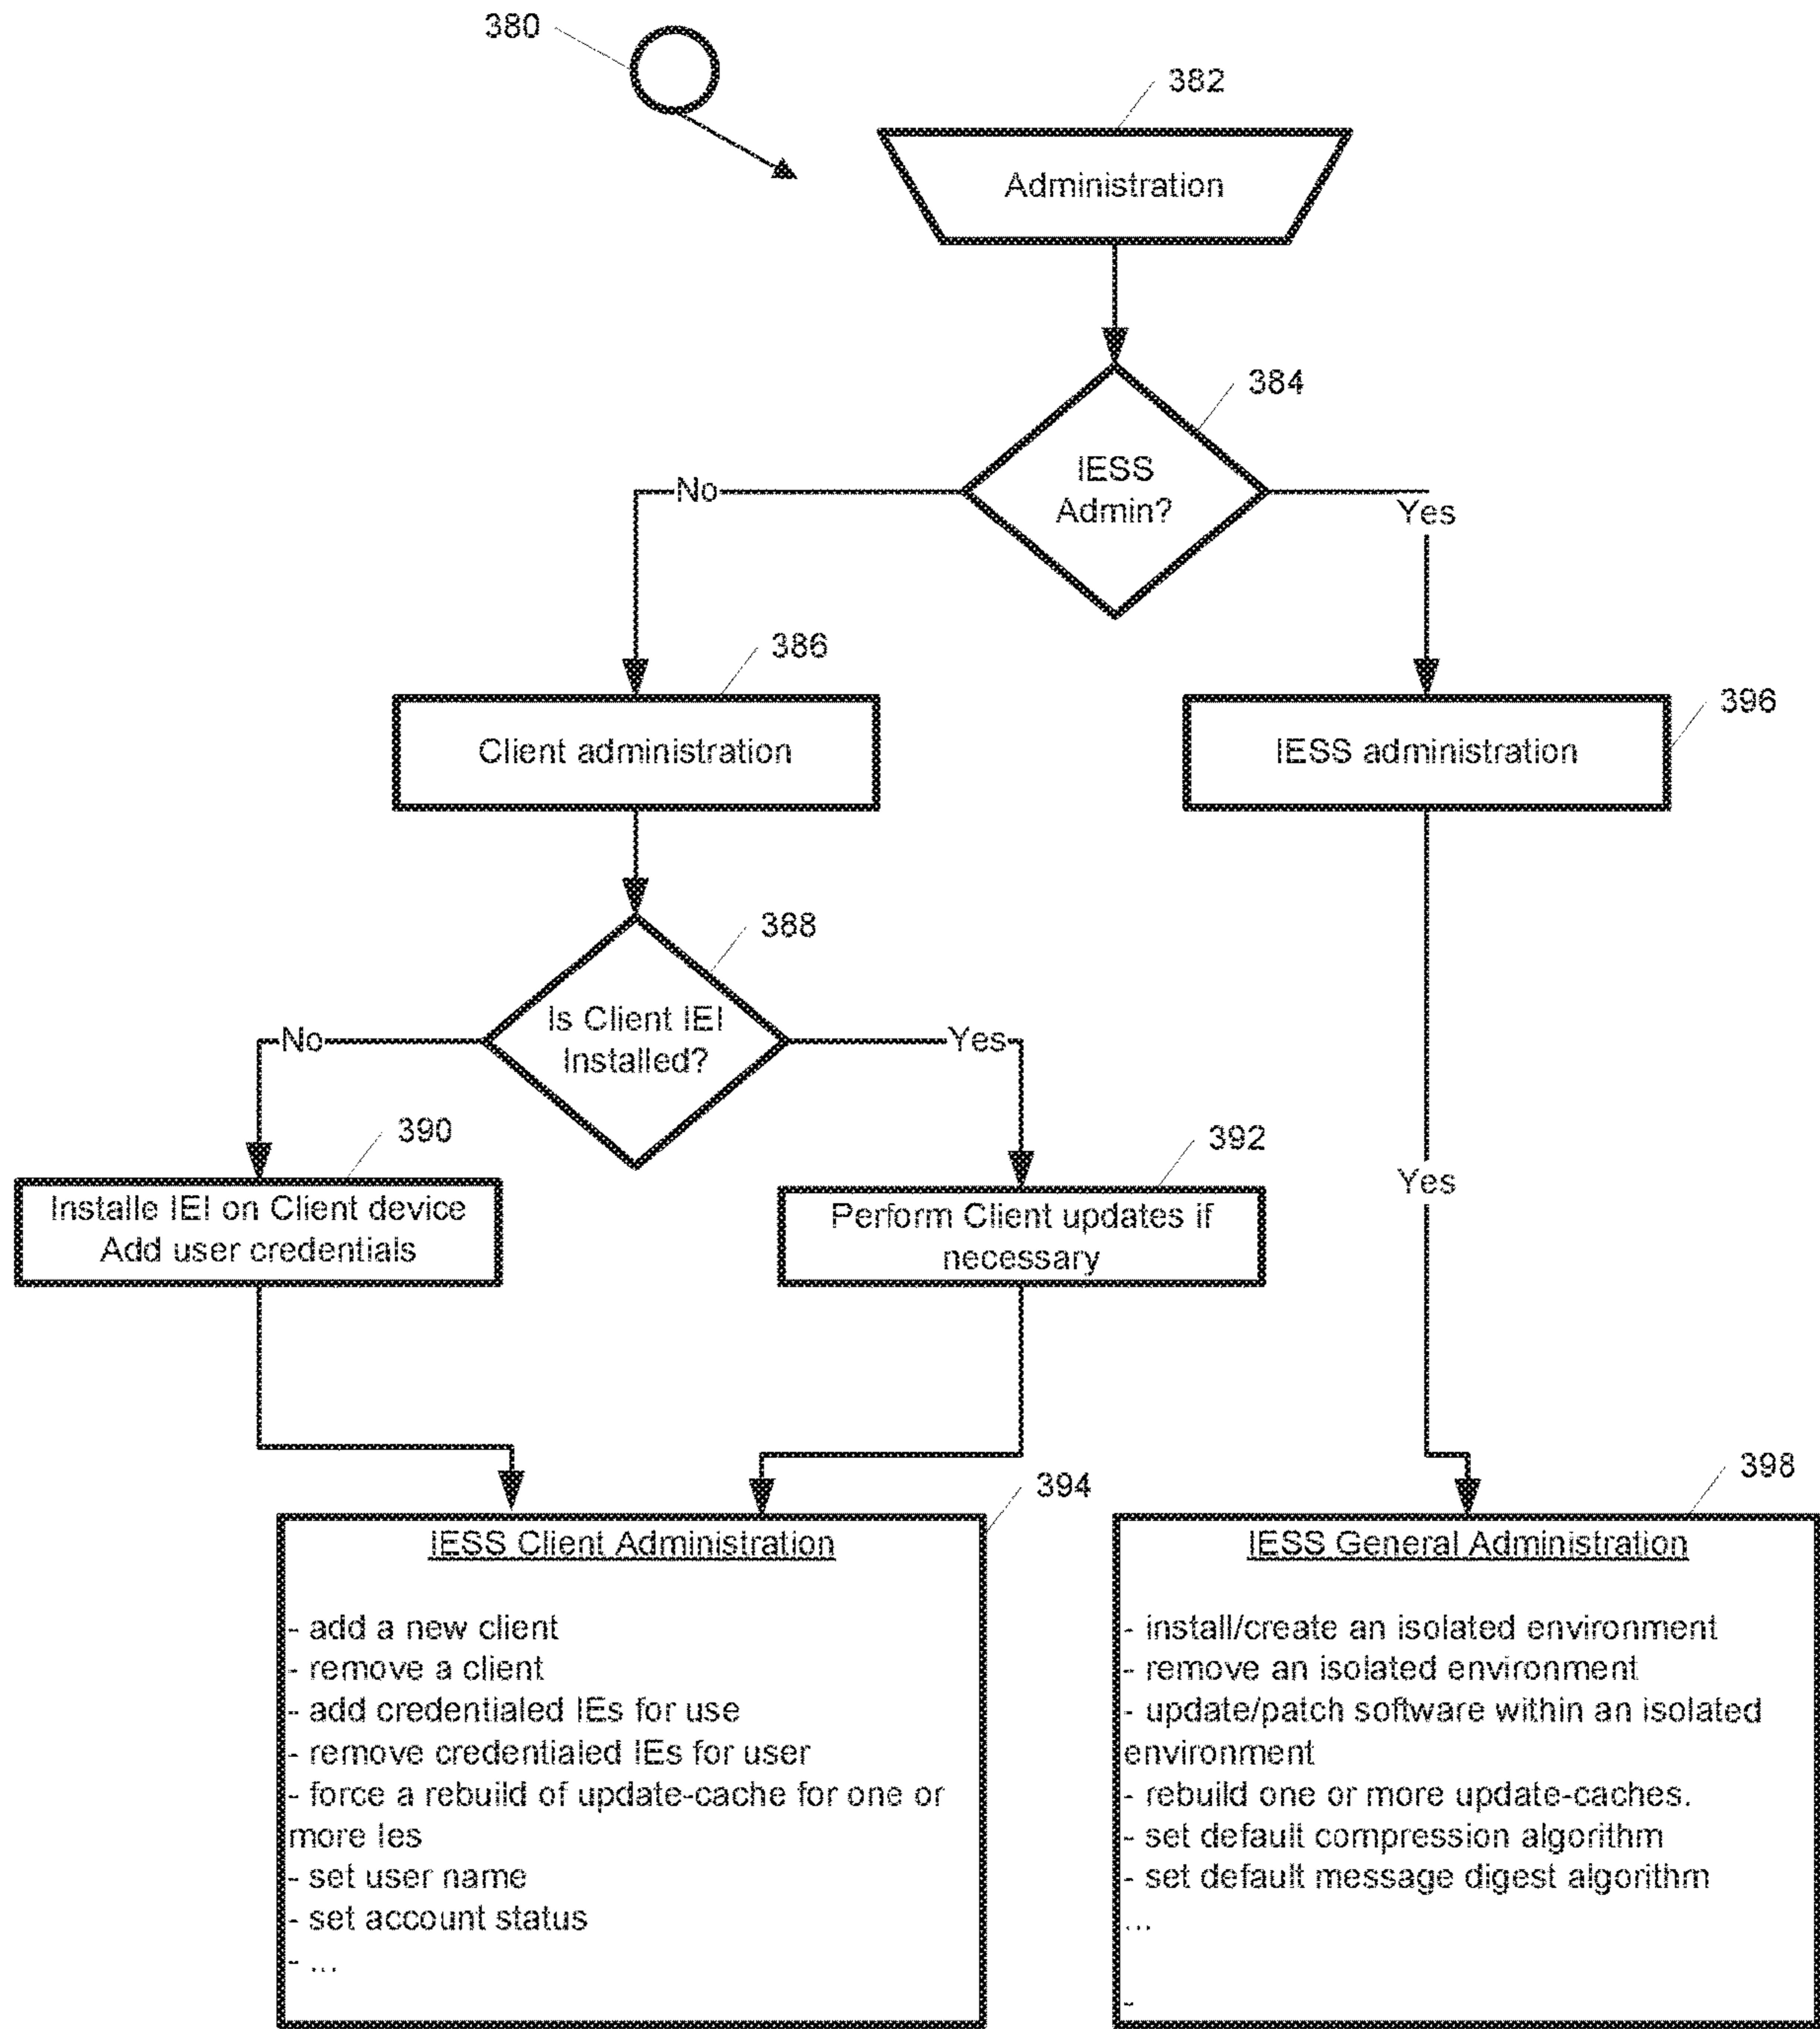 380
382
Administration
384
IESS
Admin?
No
Yes
386
Client administration
396
IESS administration
388
Is Client IEI
Installed?
No
Yes
390
Installe IEI on Client device
Add user credentials
392
Perform Client updates if
necessary
Yes
394
IESS Client Administration
- add a new client
- remove a client
- add credentialed IEs for use
- remove credentialed IEs for user
- force a rebuild of update-cache for one or
more Ies
- set user name
- set account status
- ...
398
IESS General Administration
- install/create an isolated environment
- remove an isolated environment
- update/patch software within an isolated
environment
- rebuild one or more update-caches.
- set default compression algorithm
- set default message digest algorithm
...
-